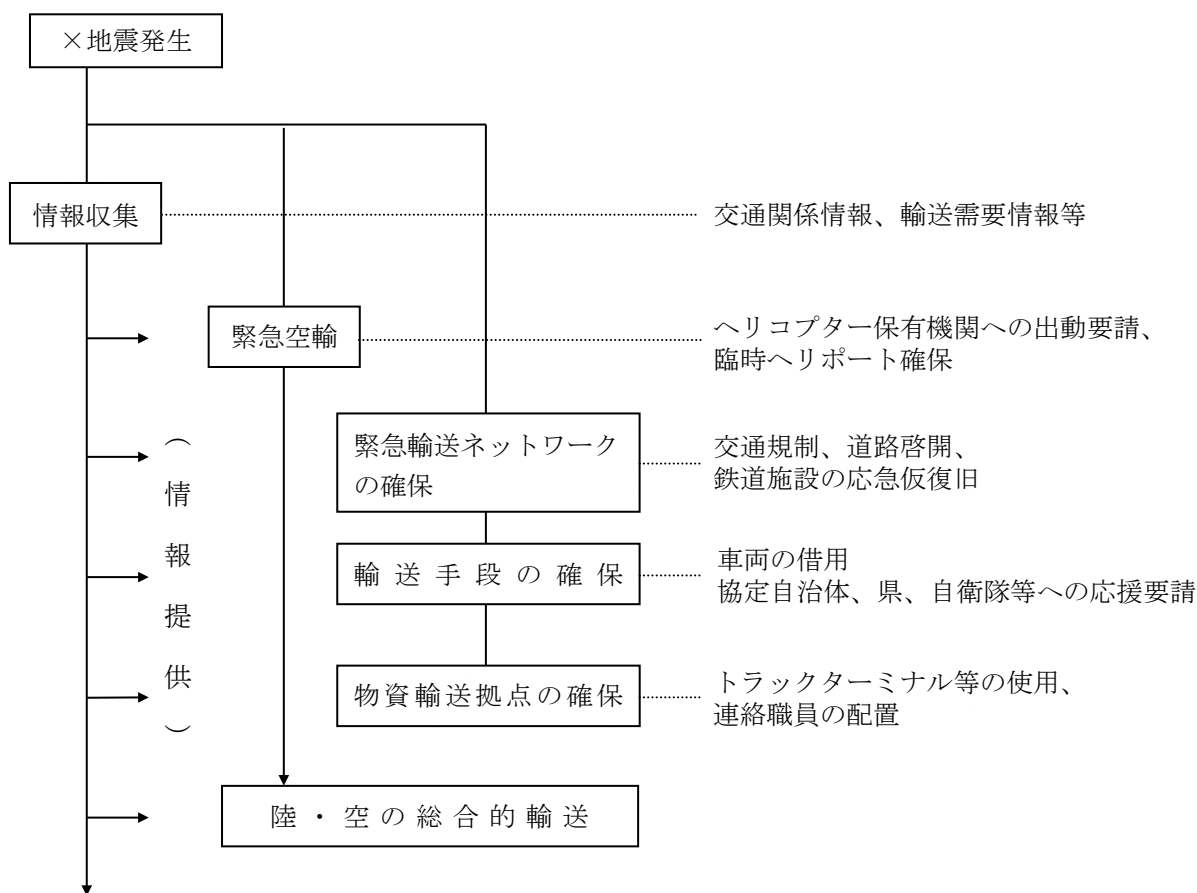 ×地震発生
情報収集
交通関係情報、輸送需要情報等
緊急空輸
ヘリコプター保有機関への出動要請、
臨時ヘリポート確保
緊急輸送ネットワーク
の確保
交通規制、道路啓開、
鉄道施設の応急仮復旧
（情報提供）
輸送手段の確保
車両の借用
協定自治体、県、自衛隊等への応援要請
物資輸送拠点の確保
トラックターミナル等の使用、
連絡職員の配置
陸・空の総合的輸送